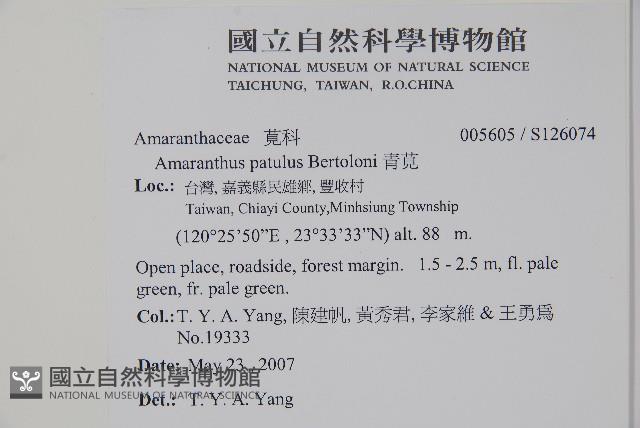 國立自然科學博物館
NATIONAL MUSEUM OF NATURAL SCIENCE
TAICHUNG, TAIWAN, R.O.CHINA
Amaranthaceae 莧科 005605 / S126074
Amaranthus patulus Bertoloni 青莧
Loc.: 台灣, 嘉義縣民雄鄉, 豐收村
Taiwan, Chiayi County,Minhsiung Township
(120°25'50”E , 23°33'33”N) alt. 88 m.
Open place, roadside, forest margin. 1.5 - 2.5 m, fl. pale
green, fr. pale green.
Col.: T. Y. A. Yang, 陳建帆, 黃秀君, 李家維 & 王勇為
No.19333
Date: May 23, 2007
國立自然科學博物館
NATIONAL MUSEUM OF NATURAL SCIENCE
Det.: T. Y. A. Yang